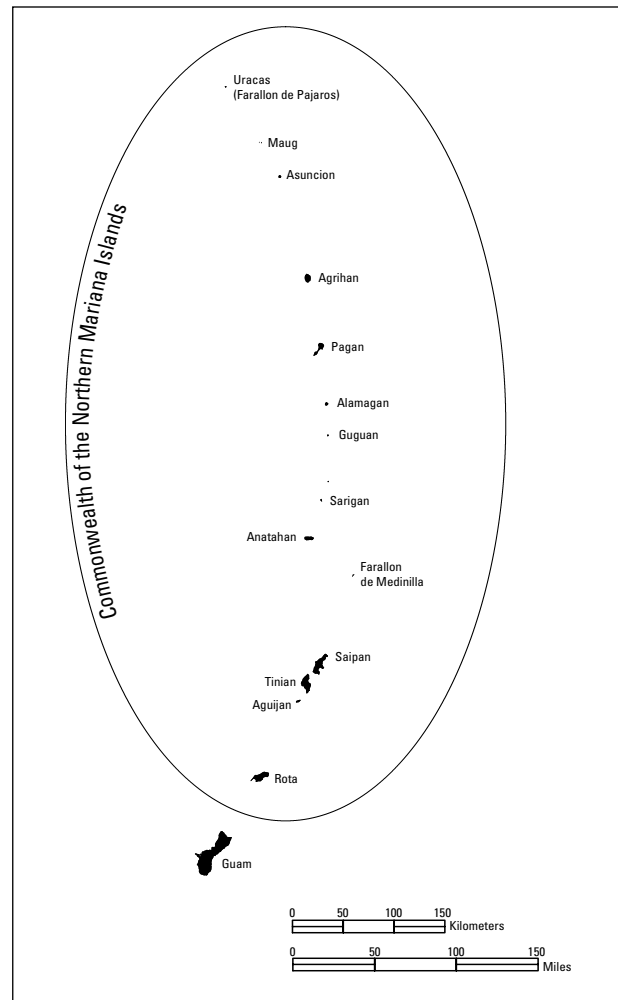 Uracas
(Farallon de Pajaros)
Maug
Asuncion
Commonwealth of the Northern Mariana Islands
Agrihan
Pagan
Alamagan
Guguan
Sarigan
Anatahan
Farallon
de Medinilla
Saipan
Tinian
Aguijan
Rota
Guam
0 50 100 150
Kilometers
0 50 100 150
Miles